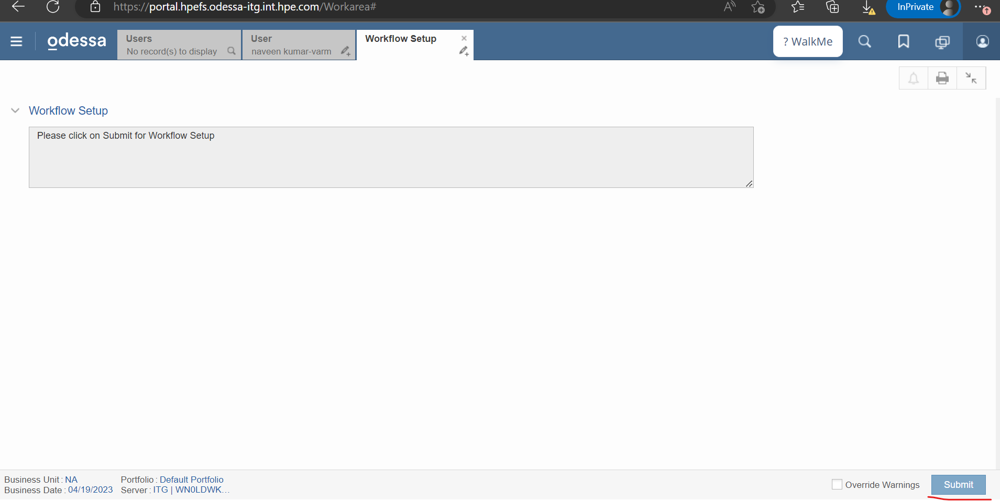 https://portal.hpefs.odessa-itg.int.hpe.com/Workarea#
InPrivate
odessa
Users
No record(s) to display
User
naveen kumar-varm
Workflow Setup
? WalkMe
Workflow Setup
Please click on Submit for Workflow Setup
Business Unit : NA
Portfolio : Default Portfolio
Business Date : 04/19/2023
Server : ITG | WN0LDWK...
Override Warnings
Submit